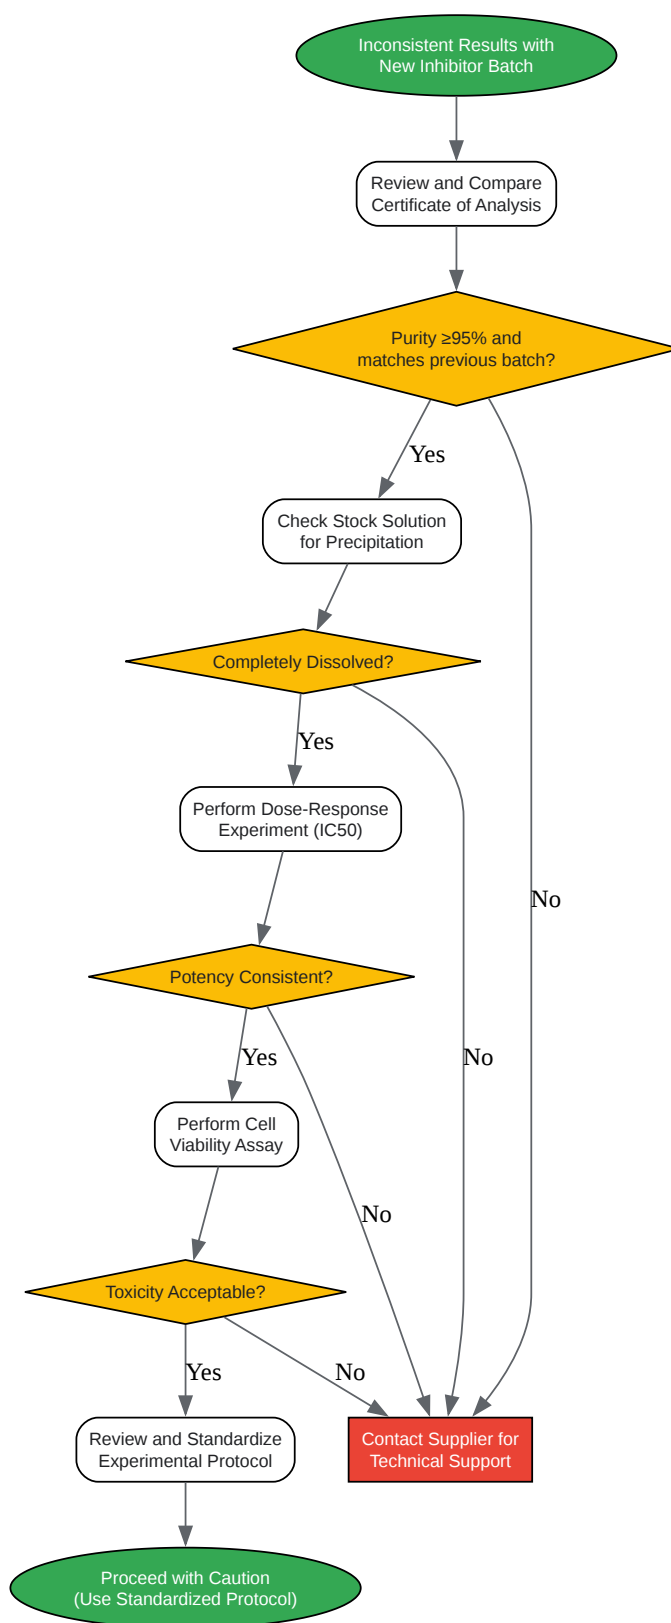 Inconsistent Results with
New Inhibitor Batch
Review and Compare
Certificate of Analysis
Purity ≥95% and
matches previous batch?
Yes
Check Stock Solution
for Precipitation
Completely Dissolved?
Yes
Perform Dose-Response
Experiment (IC50)
No
Potency Consistent?
Yes
No
Perform Cell
Viability Assay
No
Toxicity Acceptable?
Yes
No
Review and Standardize
Experimental Protocol
Contact Supplier for
Technical Support
Proceed with Caution
(Use Standardized Protocol)